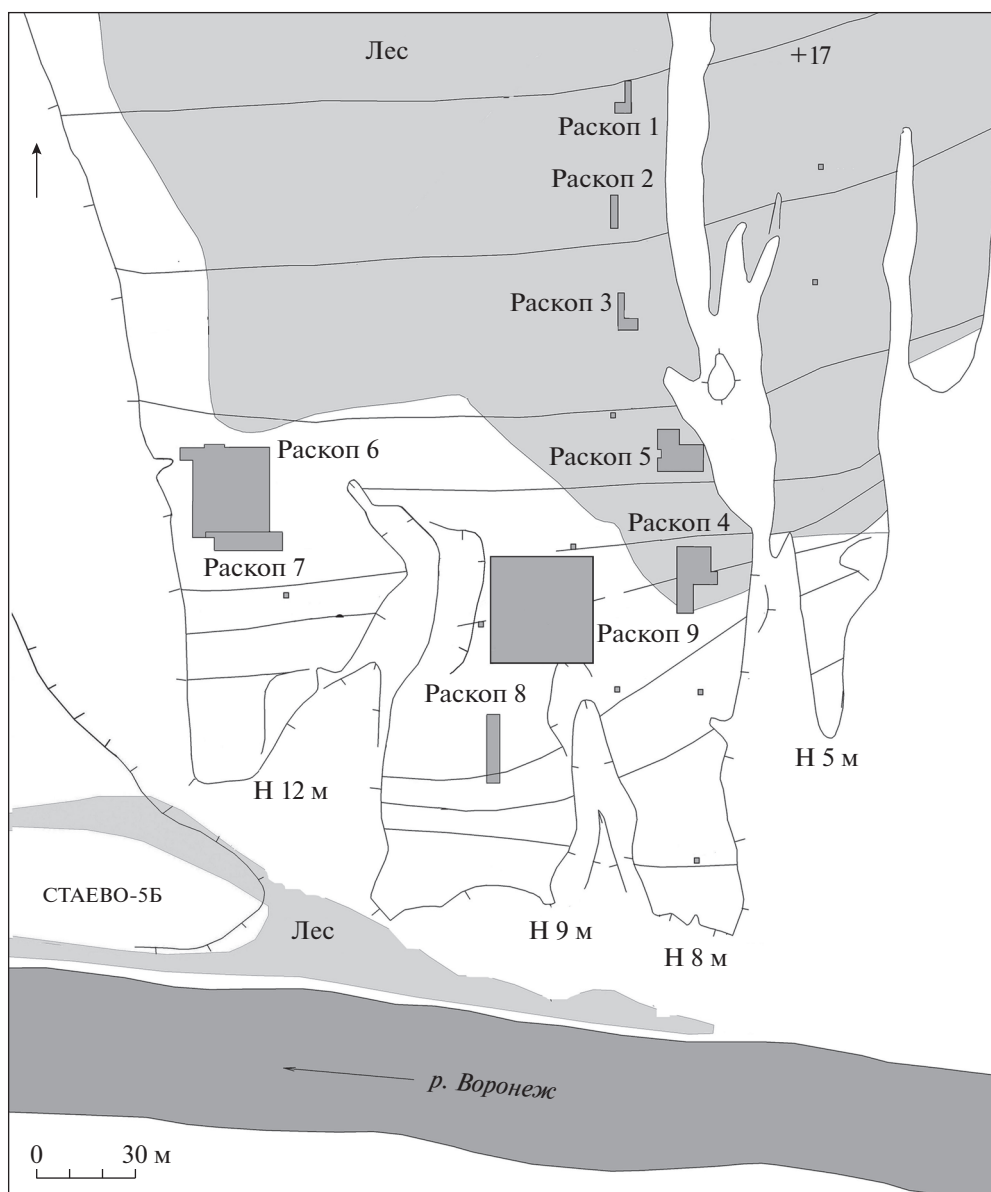 Лес
+17
Раскоп 1
Раскоп 2
Раскоп 3
Раскоп 6
Раскоп 5
Раскоп 4
Раскоп 7
Раскоп 9
Раскоп 8
Н 5 м
Н 12 м
СТАЕВО-5Б
Лес
Н 9 м
Н 8 м
р. Воронеж
0 30 м